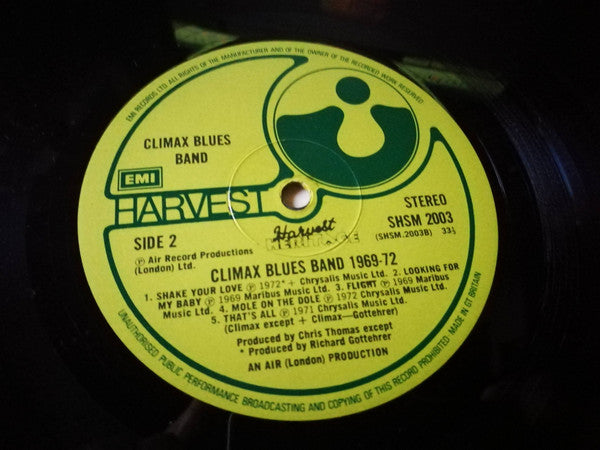 EMI RECORDS LTD ALL RIGHTS OF THE MANUFACTURER AND OF THE OWNER OF THE RECORDED WORK RESERVED
CLIMAX BLUES
BAND
EMI
HARVEST
STEREO
SHSM 2003
(SHSM.2003B) 33⅓
Harvest
HERITAGE
SIDE 2
℗ Air Record Productions
(London) Ltd.
CLIMAX BLUES BAND 1969-72
1. SHAKE YOUR LOVE ℗ 1972* + Chrysalis Music Ltd. 2. LOOKING FOR
MY BABY ℗ 1969 Maribus Music Ltd. 3. FLIGHT ℗ 1969 Maribus
Music Ltd. 4. MOLE ON THE DOLE ℗ 1972 Chrysalis Music Ltd.
5. THAT'S ALL ℗ 1971 Chrysalis Music Ltd.
(Climax except + Climax—Gottehrer)
Produced by Chris Thomas except
* Produced by Richard Gottehrer
AN AIR (London) PRODUCTION
UNAUTHORISED PUBLIC PERFORMANCE BROADCASTING AND COPYING OF THIS RECORD PROHIBITED MADE IN GT BRITAIN